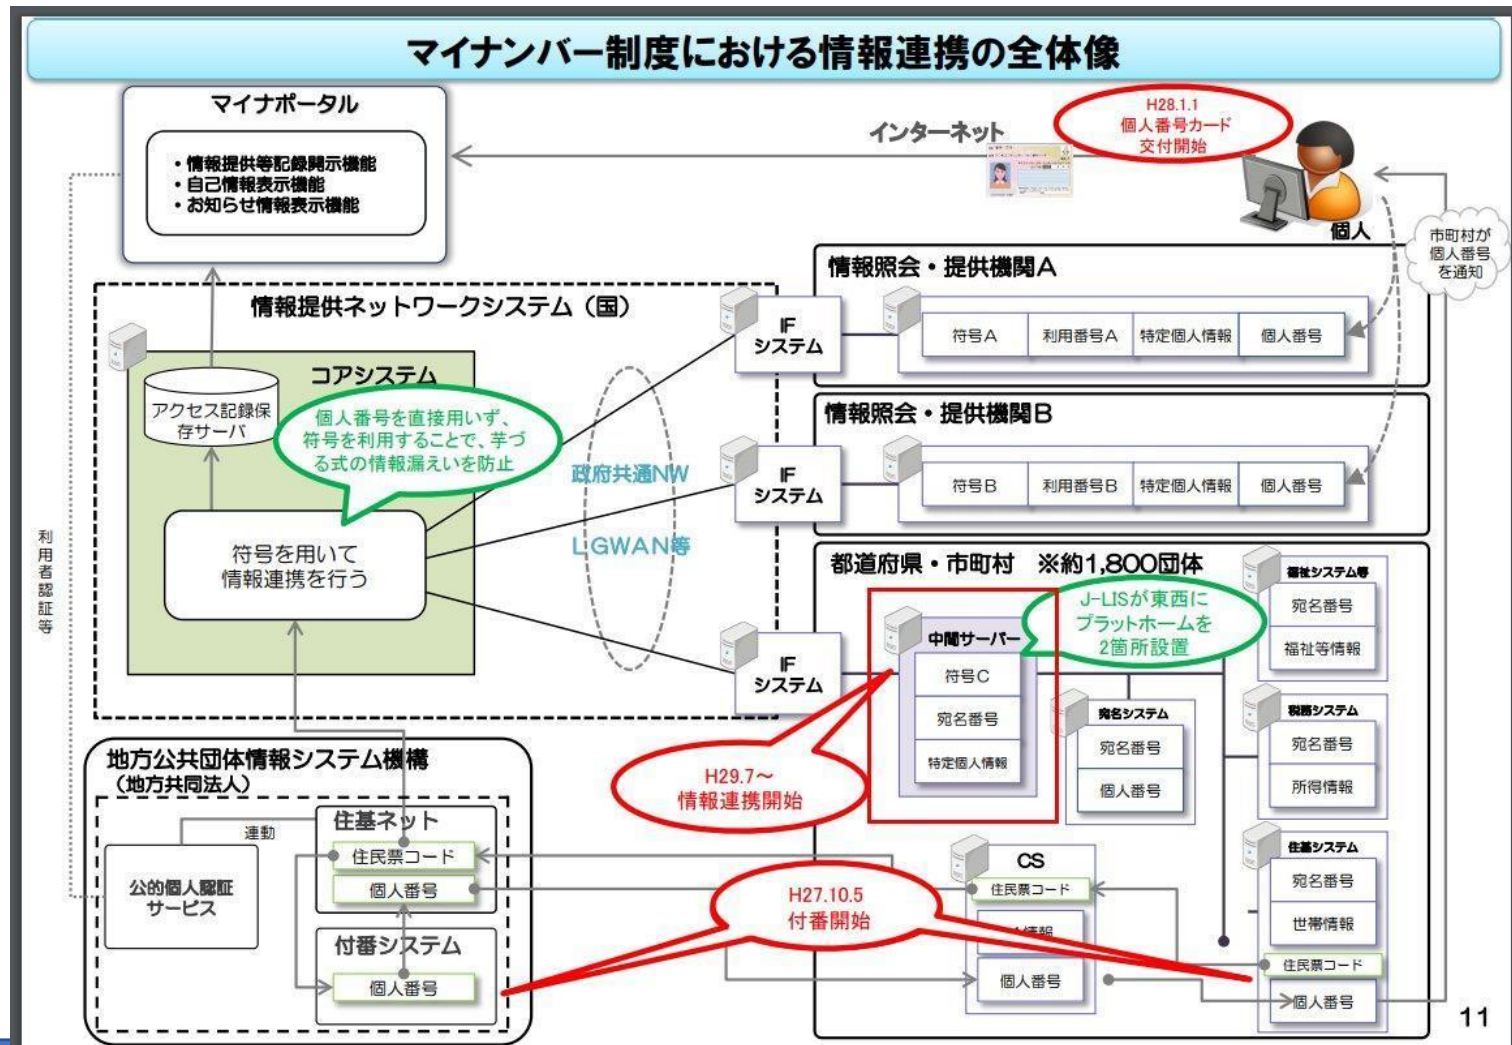 マイナンバー制度における情報連携の全体像
マイナポータル
・情報提供等記録開示機能
・自己情報表示機能
・お知らせ情報表示機能
インターネット
H28.1.1
個人番号カード
交付開始
個人
市町村が
個人番号
を通知
情報提供ネットワークシステム（国）
コアシステム
アクセス記録保
存サーバ
個人番号を直接用いず、
符号を利用することで、芋づ
る式の情報漏えいを防止
符号を用いて
情報連携を行う
政府共通NW
LGWAN等
利用者認証等
IF
システム
情報照会・提供機関A
符号A
利用番号A
特定個人情報
個人番号
IF
システム
情報照会・提供機関B
符号B
利用番号B
特定個人情報
個人番号
IF
システム
都道府県・市町村　※約1,800団体
J-LISが東西に
プラットホームを
2箇所設置
中間サーバー
符号C
宛名番号
特定個人情報
H29.7～
情報連携開始
宛名システム
宛名番号
個人番号
福祉システム等
宛名番号
福祉等情報
税務システム
宛名番号
所得情報
住基システム
宛名番号
世帯情報
住民票コード
個人番号
CS
住民票コード
情報
個人番号
H27.10.5
付番開始
地方公共団体情報システム機構
（地方共同法人）
公的個人認証
サービス
連動
住基ネット
住民票コード
個人番号
付番システム
個人番号
11